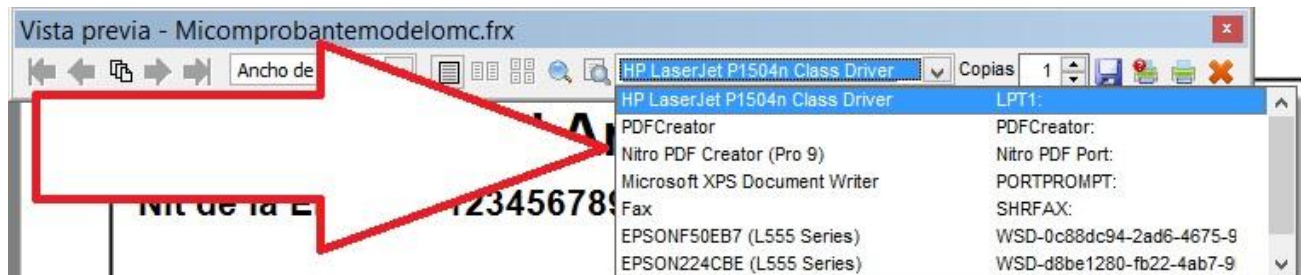 Vista previa - Micomprobantemodelomc.frx
Ancho de HP LaserJet P1504n Class Driver Copias 1
HP LaserJet P1504n Class Driver LPT1:
PDFCreator PDFCreator:
Nitro PDF Creator (Pro 9) Nitro PDF Port:
Microsoft XPS Document Writer PORTPROMPT:
Nit de la E 123456789
Fax SHRFAX:
EPSONF50EB7 (L555 Series) WSD-0c88dc94-2ad6-4675-9
EPSON224CBE (L555 Series) WSD-d8be1280-fb22-4ab7-9